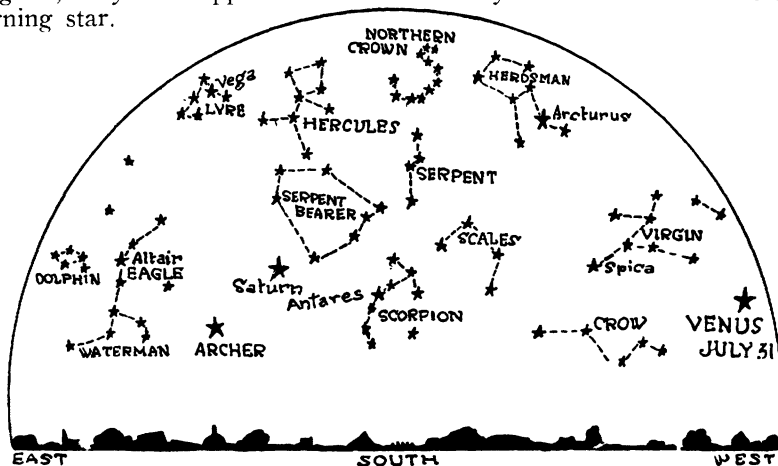 rning star.
NORTHERN
CROWN
Vega
LYRE
HERCULES
HERDSMAN
Arcturus
SERPENT
SERPENT
BEARER
SCALES
VIRGIN
Spica
DOLPHIN
Altair
EAGLE
Saturn
Antares
SCORPION
WATERMAN
ARCHER
CROW
VENUS
JULY 31
EAST
SOUTH
WEST